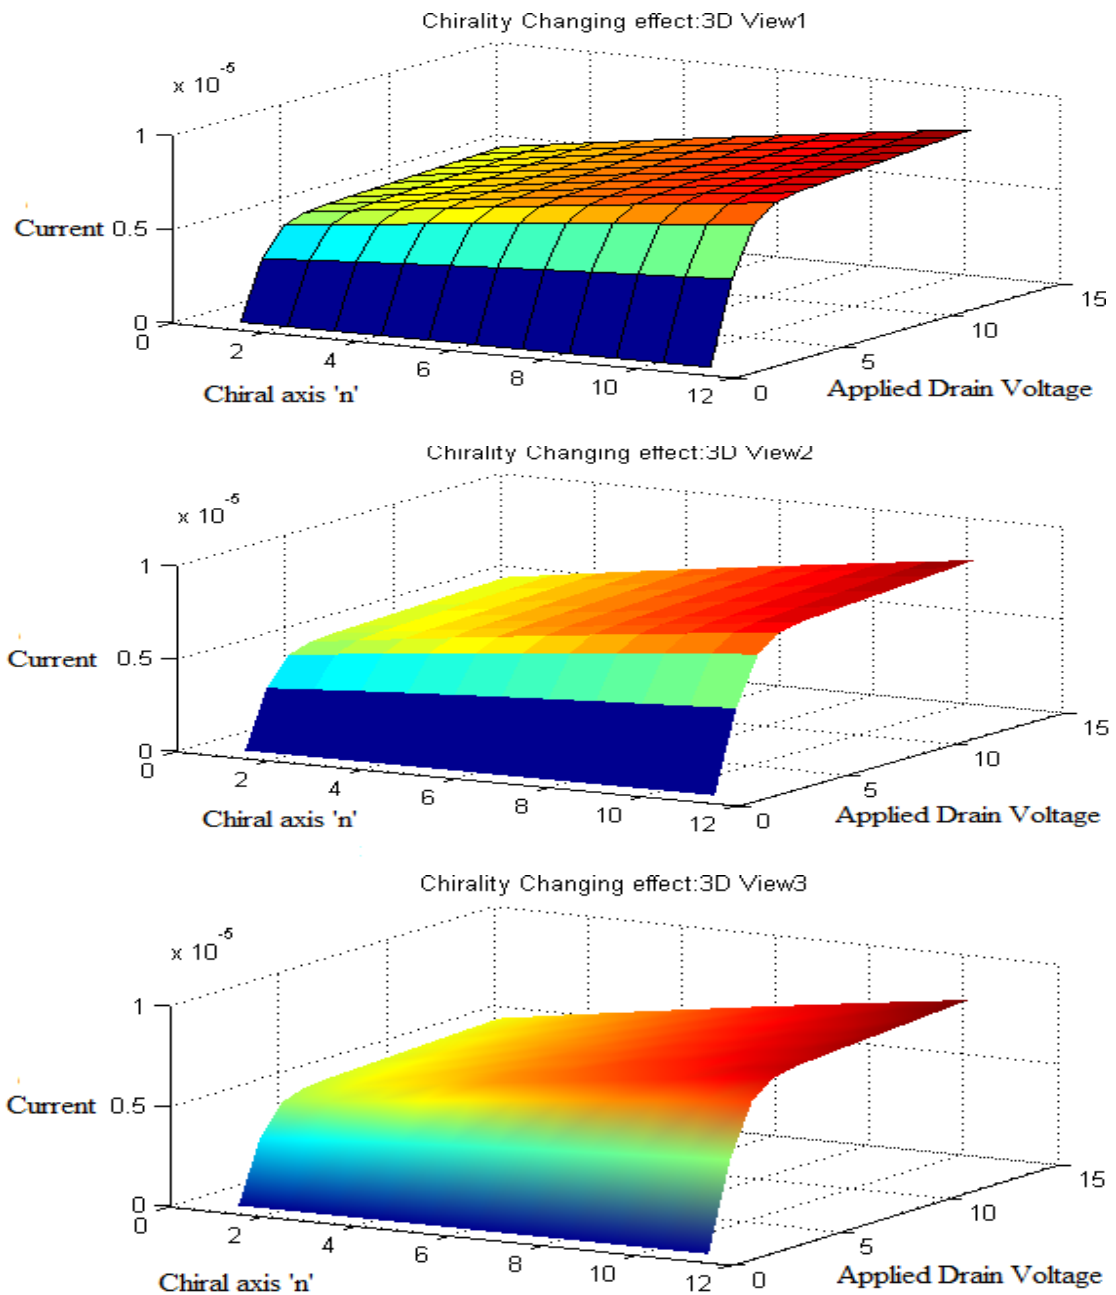 Chirality Changing effect:3D View1
x 10^-5
1
Current 0.5
0
0
2
4
6
8
10
12
0
5
10
15
Chiral axis 'n'
Applied Drain Voltage
Chirality Changing effect:3D View2
x 10^-5
1
Current 0.5
0
0
2
4
6
8
10
12
0
5
10
15
Chiral axis 'n'
Applied Drain Voltage
Chirality Changing effect:3D View3
x 10^-5
1
Current 0.5
0
0
2
4
6
8
10
12
0
5
10
15
Chiral axis 'n'
Applied Drain Voltage